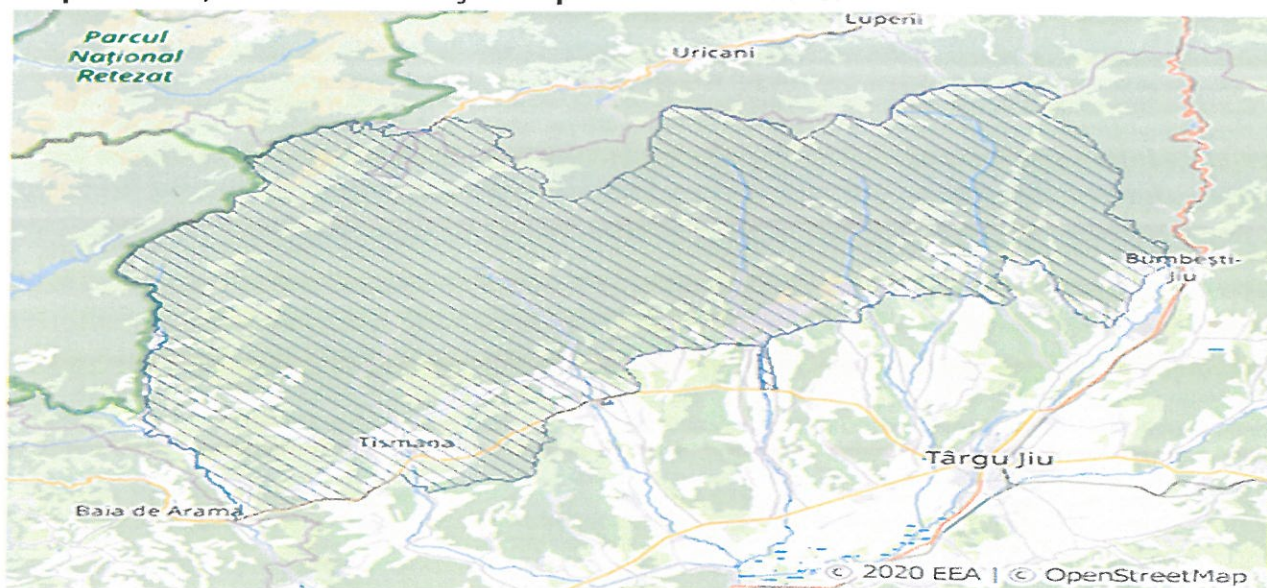 Lupeni
Parcul
Național
Retezat
Uricani
Bumbești-
Jiu
Tismana
Târgu Jiu
Baia de Aramă
© 2020 EEA | © OpenStreetMap